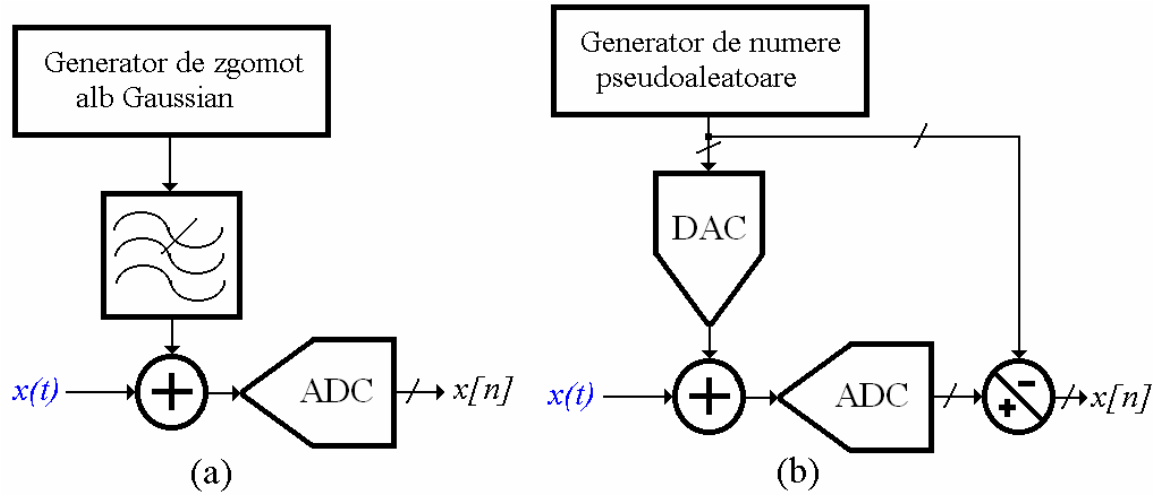 Generator de zgomot
alb Gaussian
x(t)
+
ADC
x[n]
(a)
Generator de numere
pseudoaleatoare
DAC
x(t)
+
ADC
-
+
x[n]
(b)